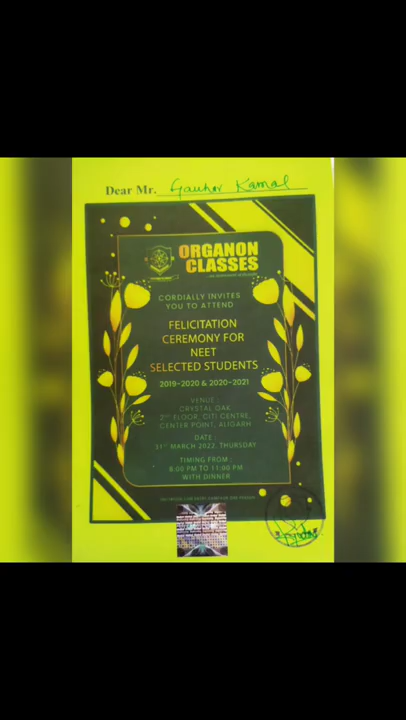 Dear Mr. Gauhar Kamal
ORGANON
CLASSES
CORDIALLY INVITES
YOU TO ATTEND
FELICITATION
CEREMONY FOR
NEET
SELECTED STUDENTS
2019-2020 & 2020-2021
VENUE :
CRYSTAL OAK
2ND FLOOR, CITI CENTRE,
CENTER POINT, ALIGARH
DATE :
31ST MARCH 2022, THURSDAY
TIMING FROM :
8:00 PM TO 11:00 PM
WITH DINNER